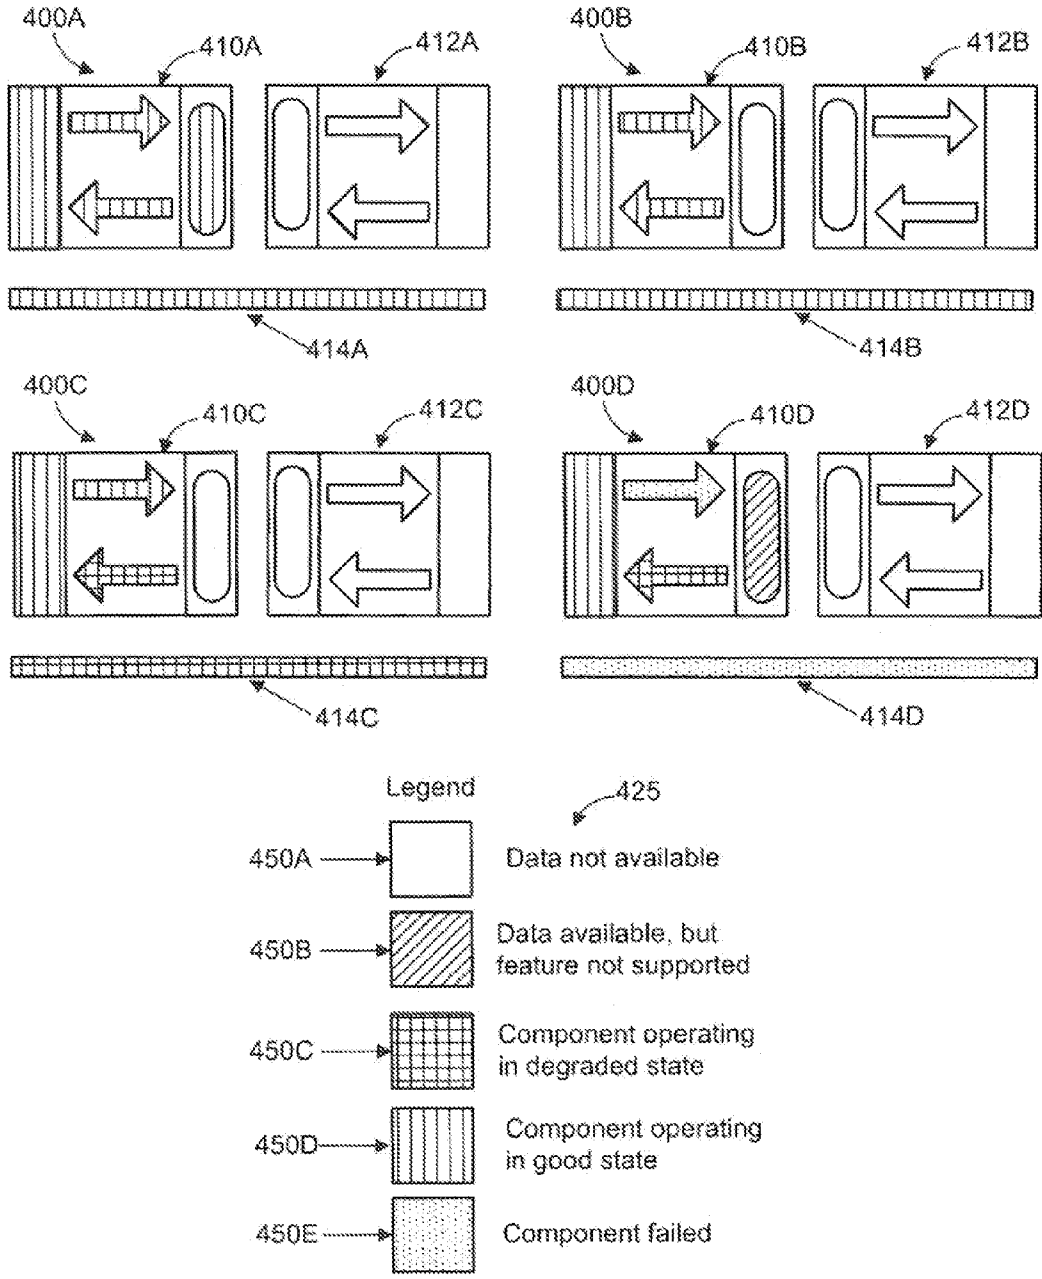 400A
410A
412A
400B
410B
412B
414A
414B
400C
410C
412C
400D
410D
412D
414C
414D
Legend
425
450A
Data not available
450B
Data available, but
feature not supported
450C
Component operating
in degraded state
450D
Component operating
in good state
450E
Component failed